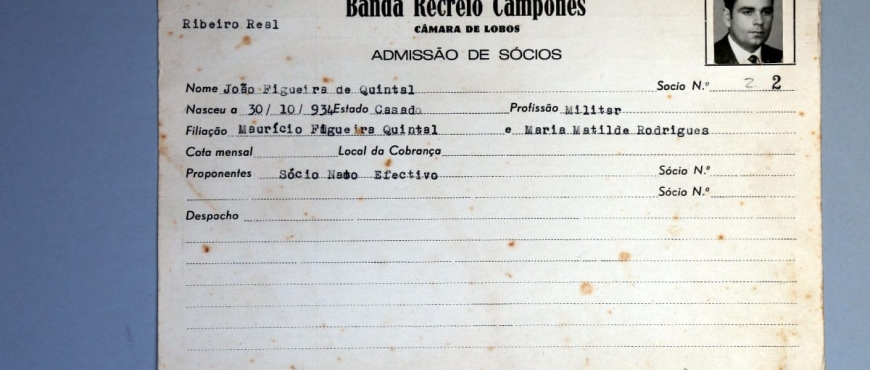 Banda Recreio Camponês
Ribeiro Real
CÂMARA DE LOBOS
ADMISSÃO DE SÓCIOS
Nome João Figueira de Quintal Socio N.º 2 2
Nasceu a 30/ 10/ 934 Estado Casado Profissão Militar
Filiação Maurício Figueira Quintal e Maria Matilde Rodrigues
Cota mensal Local da Cobrança
Proponentes Sócio Nato Efectivo Sócio N.º
Sócio N.º
Despacho